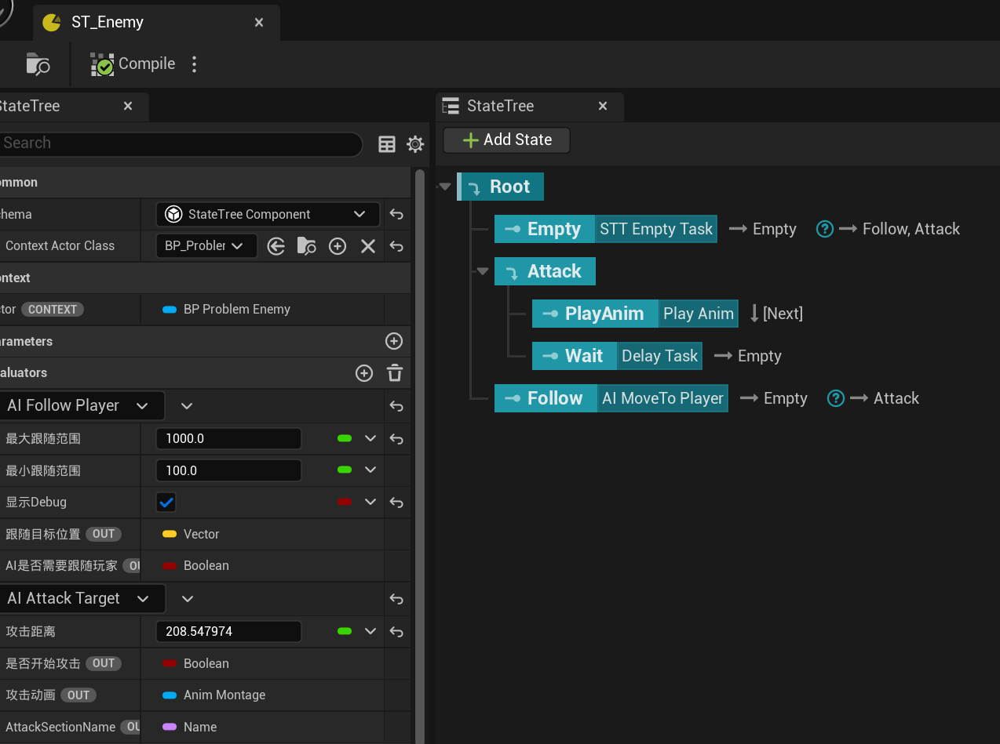 ST_Enemy
Compile
StateTree
StateTree
Search
Add State
ommon
hema
StateTree Component
Context Actor Class
BP_Probler
ontext
tor CONTEXT
BP Problem Enemy
arameters
aluators
AI Follow Player
最大跟随范围
1000.0
最小跟随范围
100.0
显示Debug
跟随目标位置 OUT
Vector
AI是否需要跟随玩家 OU
Boolean
AI Attack Target
攻击距离
208.547974
是否开始攻击 OUT
Boolean
攻击动画 OUT
Anim Montage
AttackSectionName OU
Name
Root
Empty STT Empty Task → Empty ? → Follow, Attack
Attack
PlayAnim Play Anim ↓ [Next]
Wait Delay Task → Empty
Follow AI MoveTo Player → Empty ? → Attack